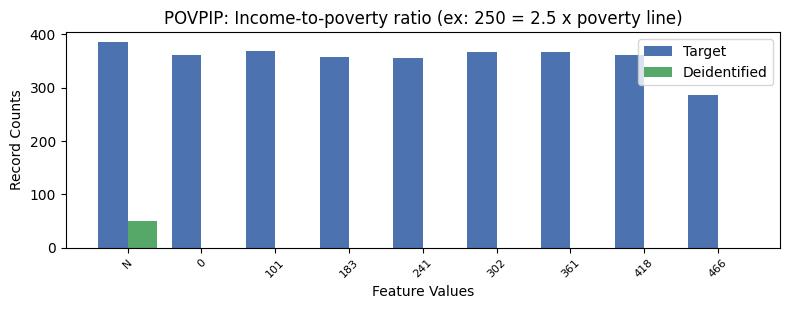 POVPIP: Income-to-poverty ratio (ex: 250 = 2.5 x poverty line)
Target
Deidentified
Record Counts
400
300
200
100
0
N
0
101
183
241
302
361
418
466
Feature Values